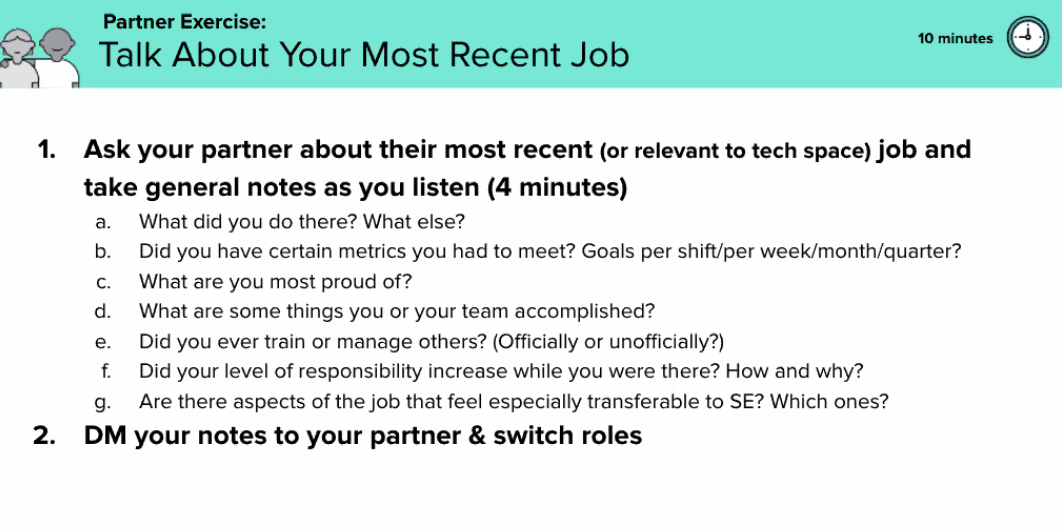 Partner Exercise:
Talk About Your Most Recent Job
10 minutes
1. Ask your partner about their most recent (or relevant to tech space) job and
take general notes as you listen (4 minutes)
a. What did you do there? What else?
b. Did you have certain metrics you had to meet? Goals per shift/per week/month/quarter?
c. What are you most proud of?
d. What are some things you or your team accomplished?
e. Did you ever train or manage others? (Officially or unofficially?)
f. Did your level of responsibility increase while you were there? How and why?
g. Are there aspects of the job that feel especially transferable to SE? Which ones?
2. DM your notes to your partner & switch roles